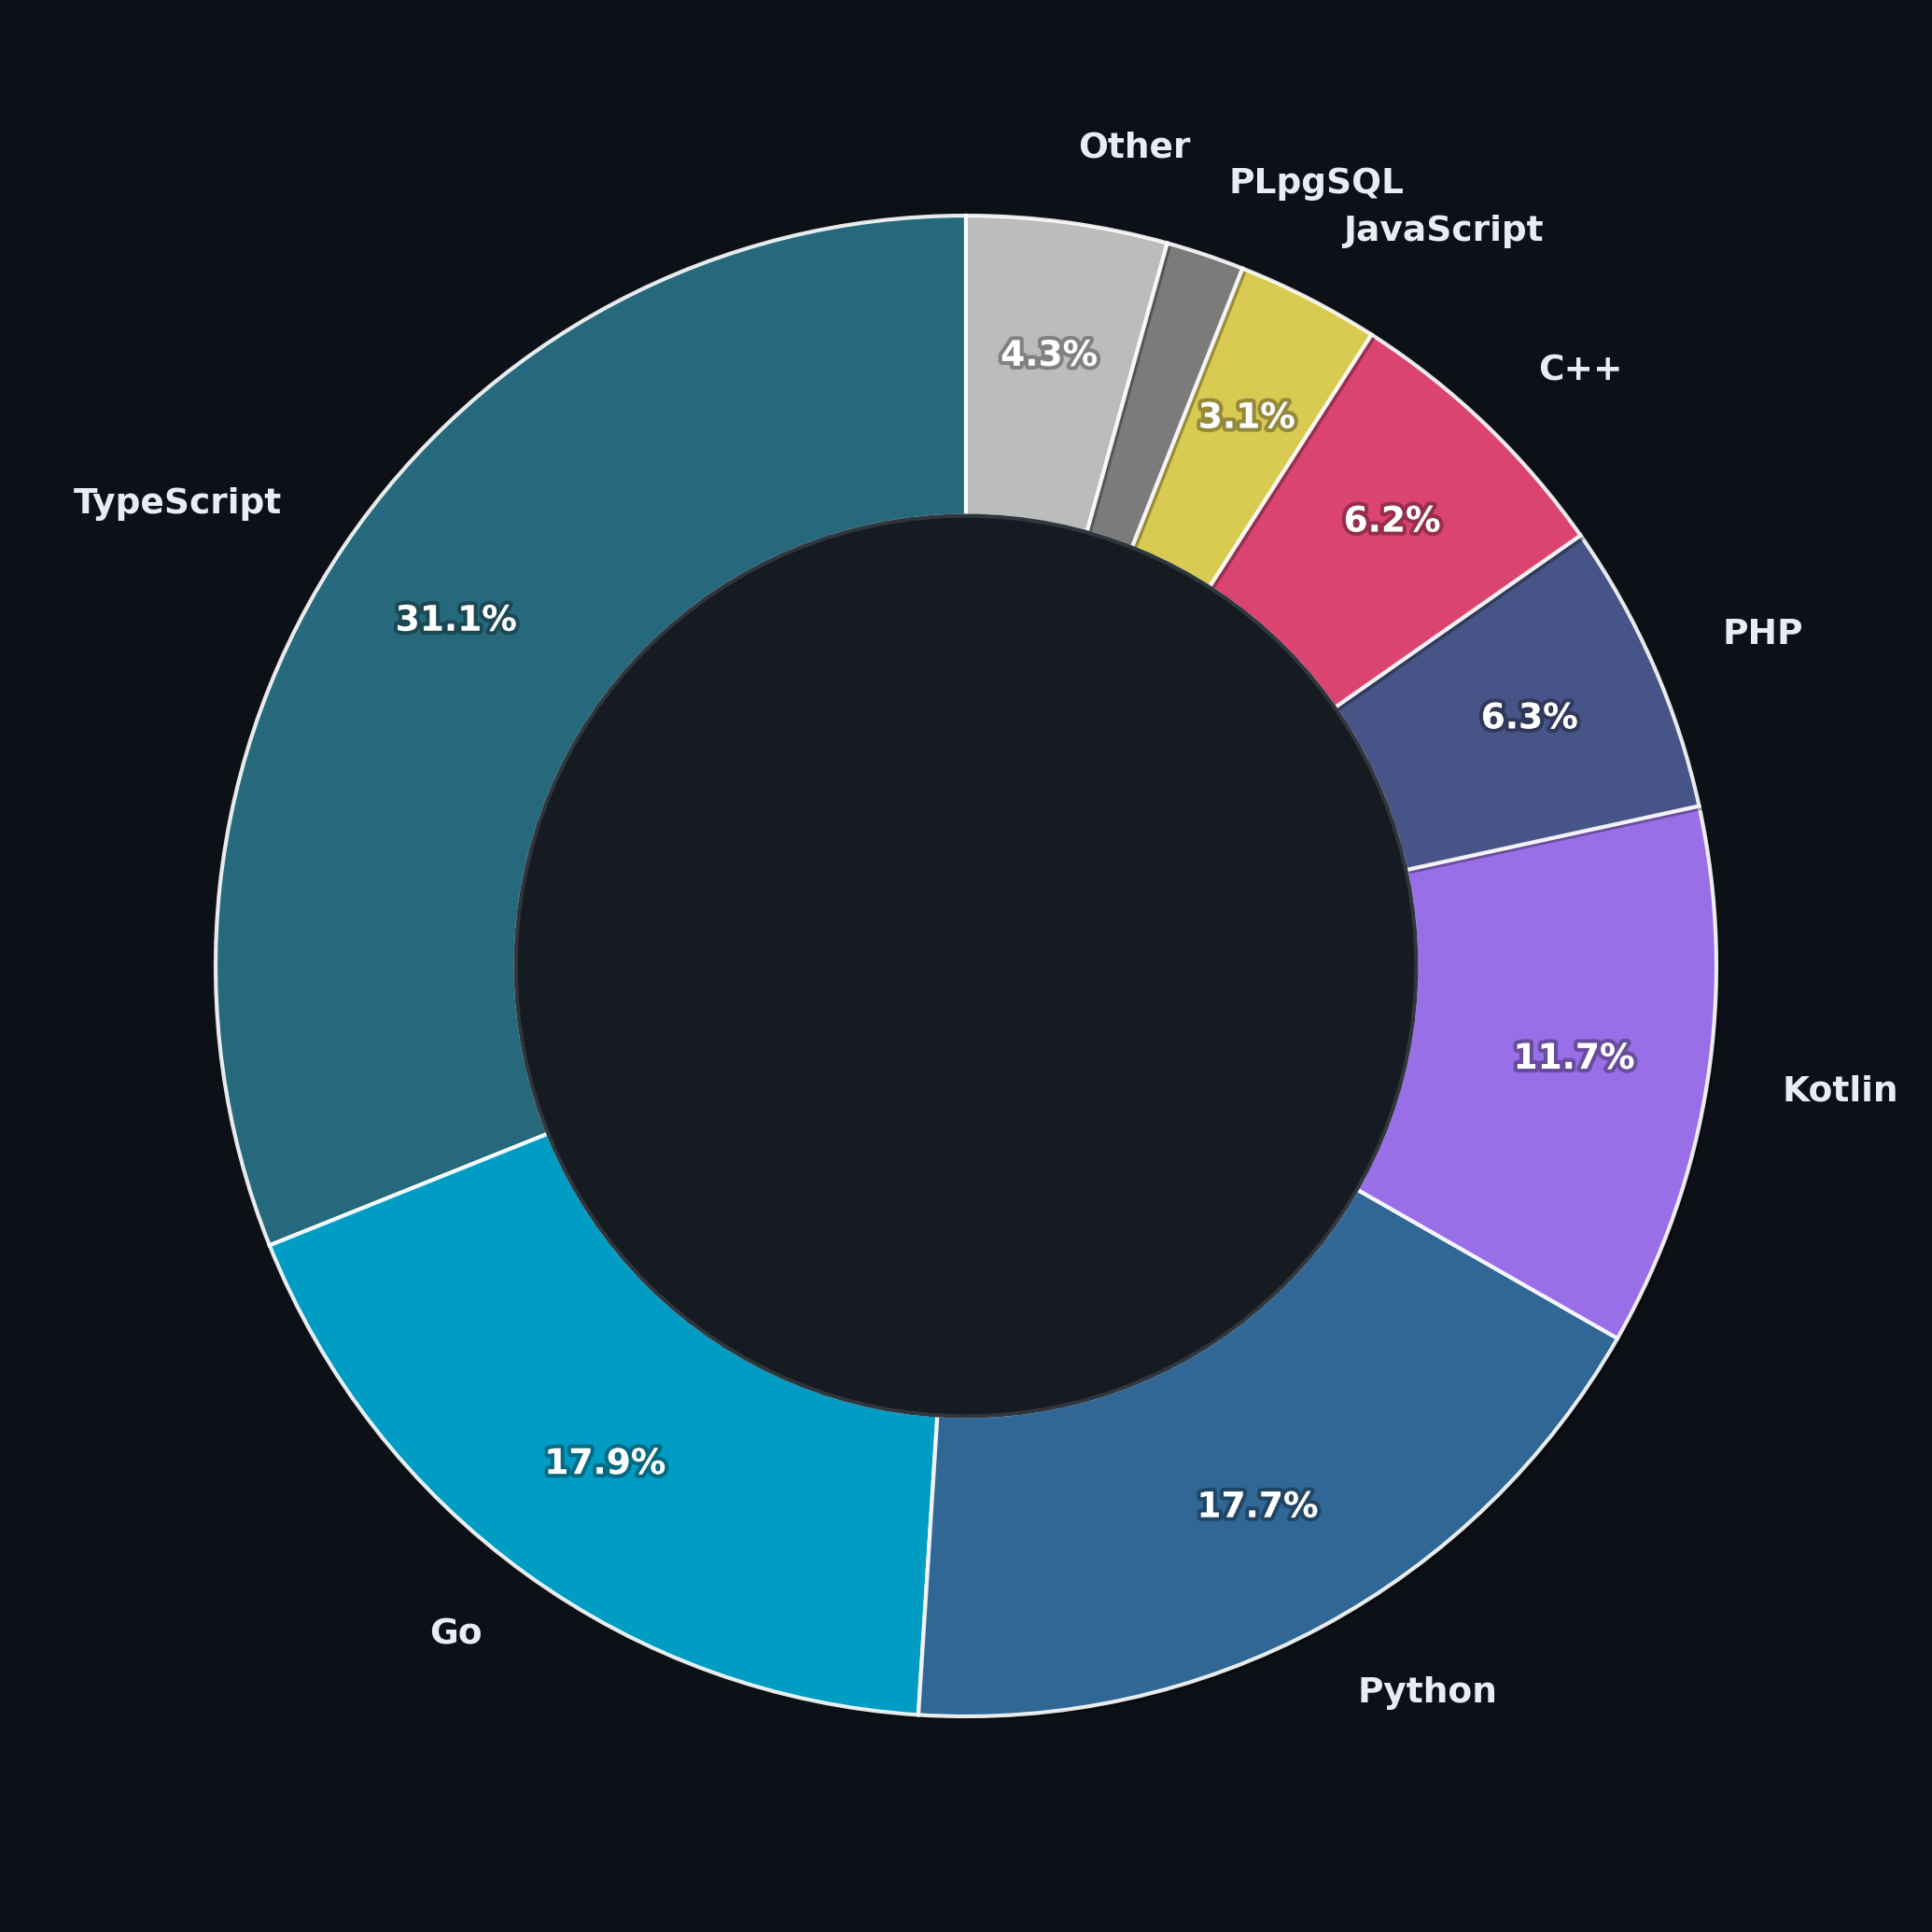 Other
PLpgSQL
JavaScript
4.3%
C++
3.1%
TypeScript
6.2%
31.1%
PHP
6.3%
11.7%
Kotlin
17.9%
17.7%
Go
Python